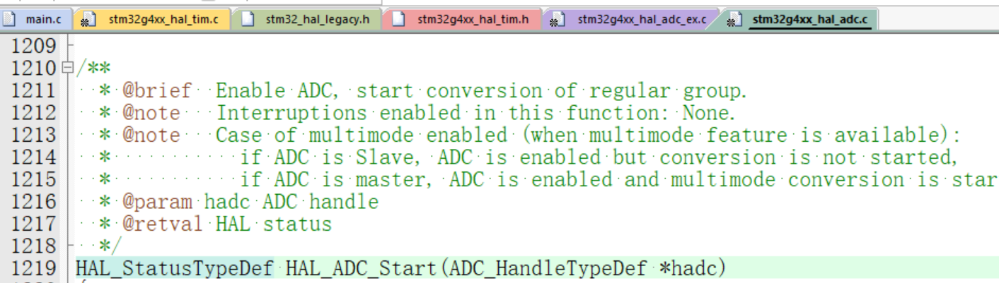 main.c stm32g4xx_hal_tim.c stm32_hal_legacy.h stm32g4xx_hal_tim.h stm32g4xx_hal_adc_ex.c stm32g4xx_hal_adc.c
1209
1210 /**
1211 * @brief Enable ADC, start conversion of regular group.
1212 * @note Interruptions enabled in this function: None.
1213 * @note Case of multimode enabled (when multimode feature is available):
1214 * if ADC is Slave, ADC is enabled but conversion is not started,
1215 * if ADC is master, ADC is enabled and multimode conversion is star
1216 * @param hadc ADC handle
1217 * @retval HAL status
1218 */
1219 HAL_StatusTypeDef HAL_ADC_Start(ADC_HandleTypeDef *hadc)